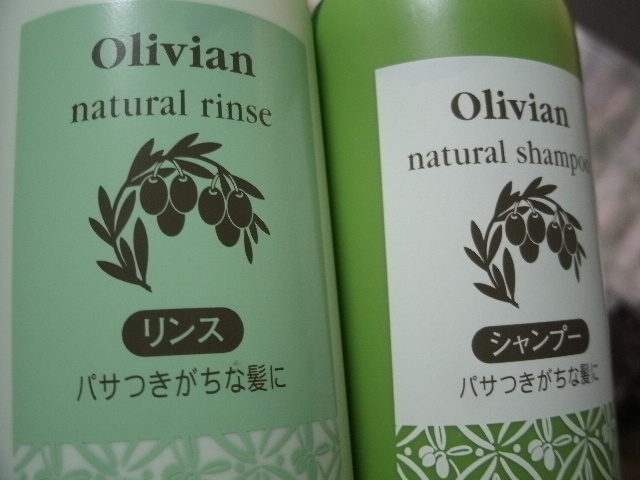 Olivian
natural rinse
リンス
パサつきがちな髪に
Olivian
natural shampoo
シャンプー
パサつきがちな髪に